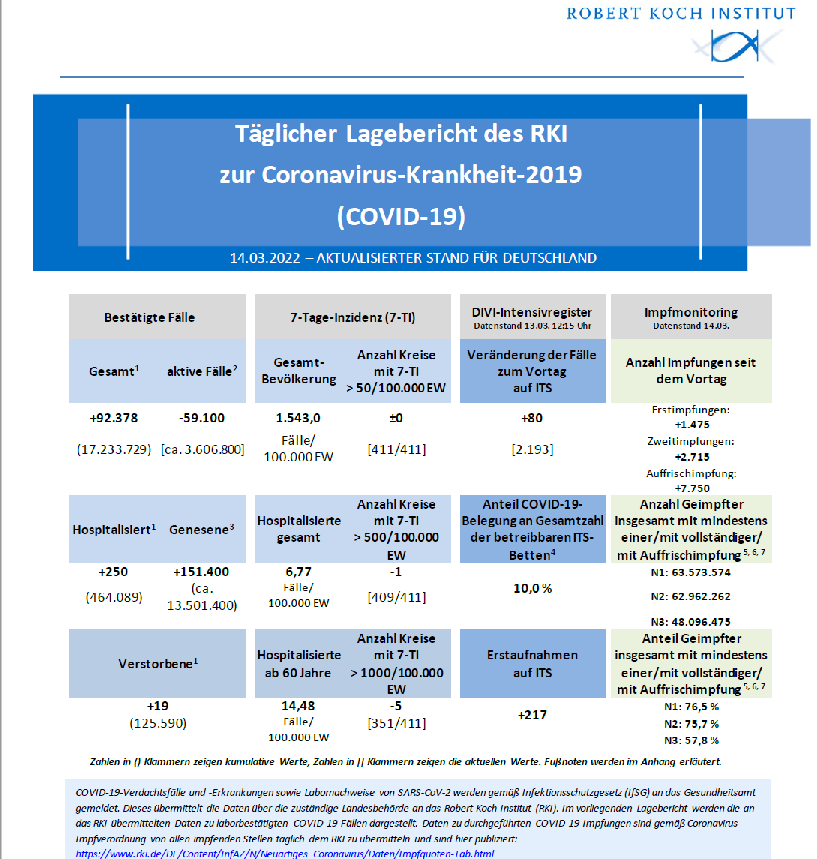 ROBERT KOCH INSTITUT
Täglicher Lagebericht des RKI
zur Coronavirus-Krankheit-2019
(COVID-19)
14.03.2022 – AKTUALISIERTER STAND FÜR DEUTSCHLAND
Bestätigte Fälle
7-Tage-Inzidenz (7-TI)
DIVI-Intensivregister
Datenstand 13.03. 12:15 Uhr
Impfmonitoring
Datenstand 14.03.
Gesamt¹
aktive Fälle²
Gesamt-
Bevölkerung
Anzahl Kreise
mit 7-TI
> 50/100.000 EW
Veränderung der Fälle
zum Vortag
auf ITS
Anzahl Impfungen seit
dem Vortag
+92.378
(17.233.729)
-59.100
[ca. 3.606.800]
1.543,0
Fälle/
100.000 EW
±0
[411/411]
+80
[2.193]
Erstimpfungen:
+1.475
Zweitimpfungen:
+2.715
Auffrischimpfung:
+7.750
Hospitalisiert¹
Genesene³
Hospitalisierte
gesamt
Anzahl Kreise
mit 7-TI
> 500/100.000
EW
Anteil COVID-19-
Belegung an Gesamtzahl
der betreibbaren ITS-
Betten⁴
Anzahl Geimpfter
insgesamt mit mindestens
einer/mit vollständiger/
mit Auffrischimpfung⁵, ⁶, ⁷
+250
(464.089)
+151.400
(ca.
13.501.400)
6,77
Fälle/
100.000 EW
-1
[409/411]
10,0 %
N1: 63.573.574
N2: 62.962.262
N3: 48.096.475
Verstorbene¹
Hospitalisierte
ab 60 Jahre
Anzahl Kreise
mit 7-TI
> 1000/100.000
EW
Erstaufnahmen
auf ITS
Anteil Geimpfter
insgesamt mit mindestens
einer/mit vollständiger/
mit Auffrischimpfung⁵, ⁶, ⁷
+19
(125.590)
14,48
Fälle/
100.000 EW
-5
[351/411]
+217
N1: 76,5 %
N2: 75,7 %
N3: 57,8 %
Zahlen in () Klammern zeigen kumulative Werte, Zahlen in [] Klammern zeigen die aktuellen Werte. Fußnoten werden im Anhang erläutert.
COVID-19-Verdachtsfälle und -Erkrankungen sowie Labornachweise von SARS-CoV-2 werden gemäß Infektionsschutzgesetz (IfSG) an das Gesundheitsamt
gemeldet. Dieses übermittelt die Daten über die zuständige Landesbehörde an das Robert Koch-Institut (RKI). Im vorliegenden Lagebericht werden die an
das RKI übermittelten Daten zu laborbestätigten COVID-19-Fällen dargestellt. Daten zu durchgeführten COVID-19-Impfungen sind gemäß Coronavirus-
Impfverordnung von allen impfenden Stellen täglich dem RKI zu übermitteln und sind hier publiziert:
https://www.rki.de/DE/Content/InfAZ/N/Neuartiges_Coronavirus/Daten/Impfquoten-Tab.html